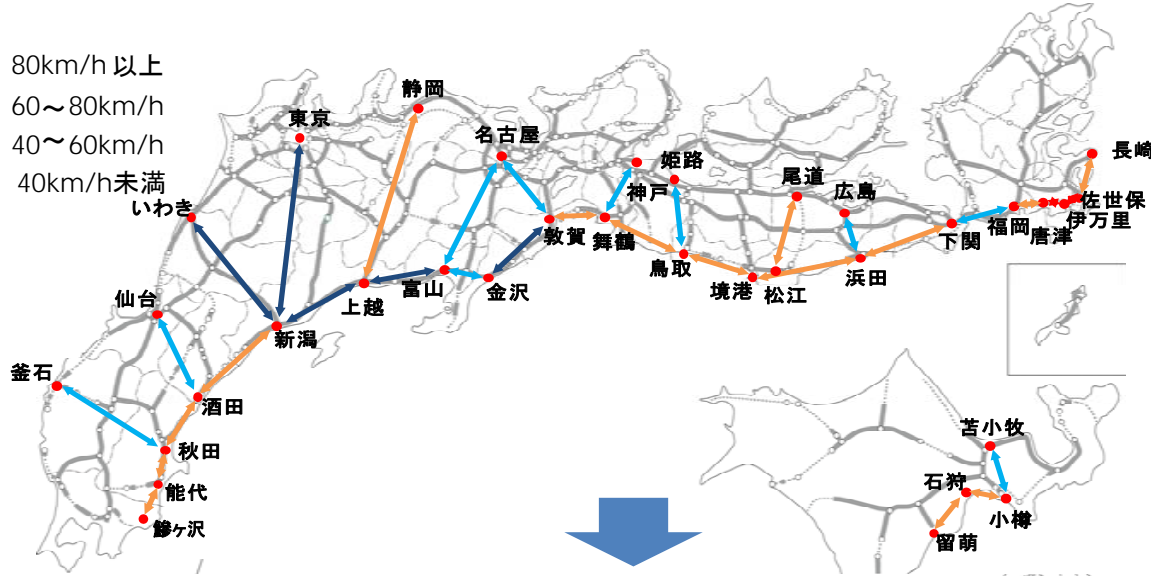 80km/h 以上
60～80km/h
40～60km/h
40km/h未満
静岡
東京
名古屋
いわき
姫路
神戸
尾道
広島
長崎
佐世保
伊万里
唐津
福岡
下関
敦賀
舞鶴
鳥取
境港
松江
浜田
富山
金沢
上越
新潟
仙台
釜石
酒田
秋田
能代
鰺ヶ沢
苫小牧
石狩
小樽
留萌